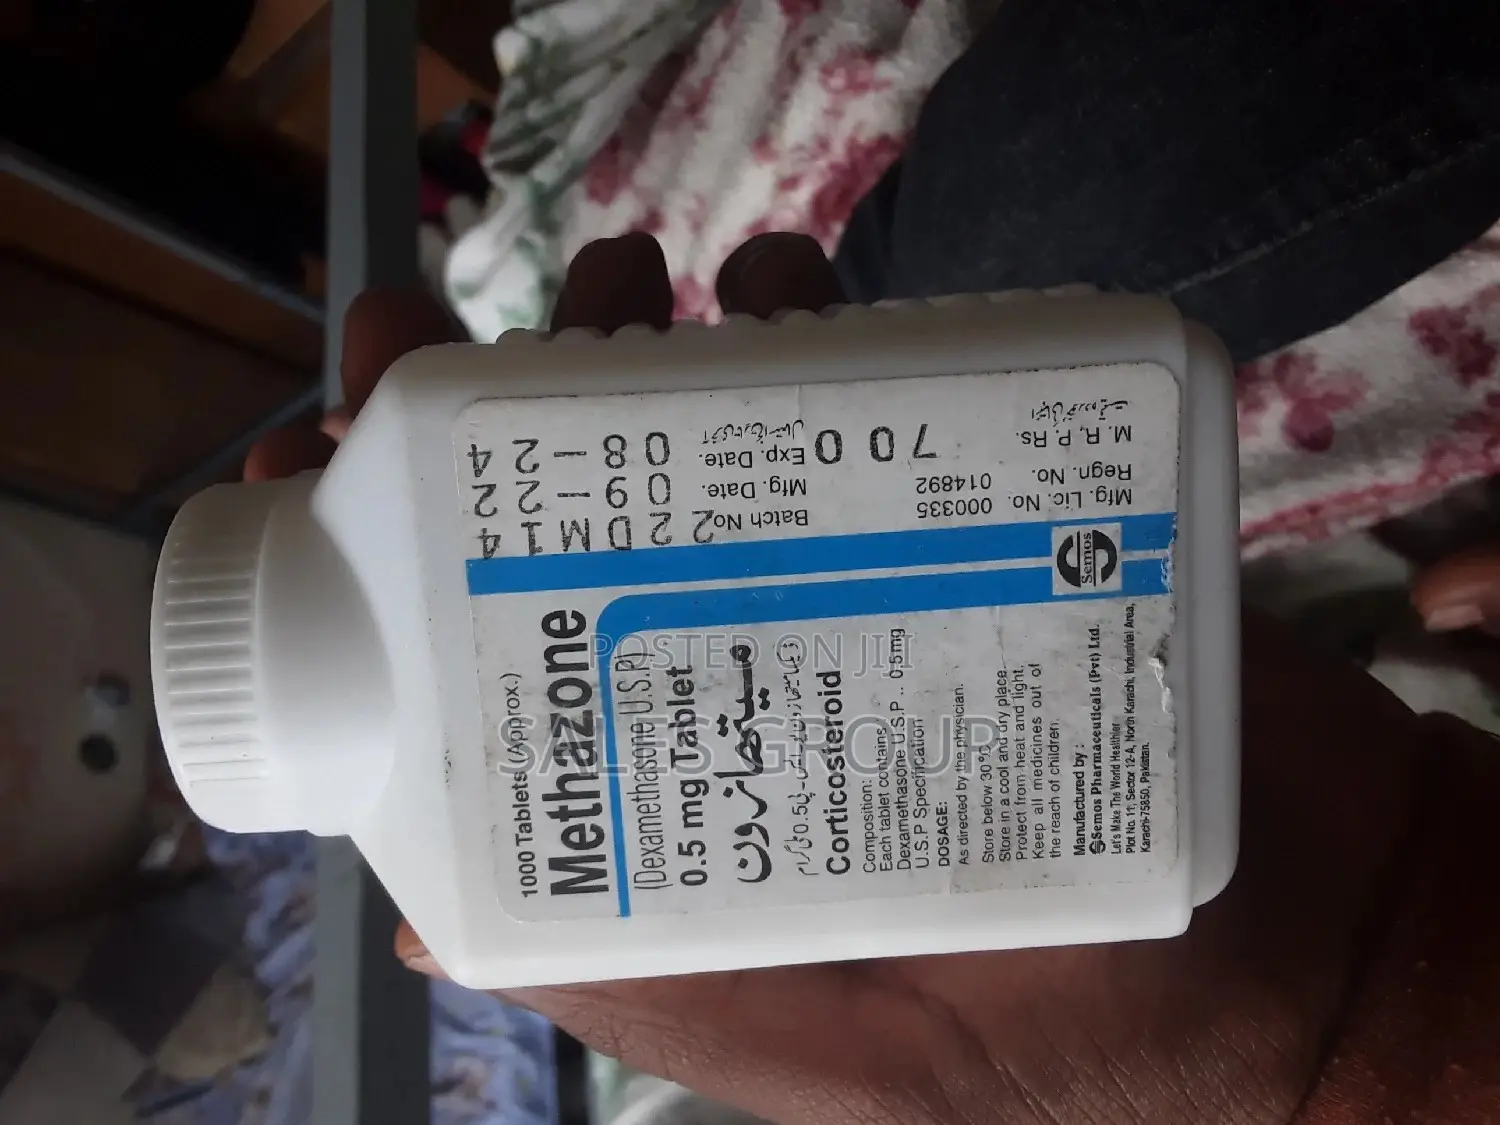 1000 Tablets (Approx.)
Methazone
(Dexamethasone U.S.P.)
0.5 mg Tablet
میتھازون
Corticosteroid
Composition:
Each tablet contains
Dexamethasone U.S.P .. 0.5mg
U.S.P Specification
DOSAGE:
As directed by the physician.
Store below 30°C
Store in a cool and dry place.
Protect from heat and light,
Keep all medicines out of
the reach of children.
Manufactured by :
Semos Pharmaceuticals (Pvt) Ltd.
Let's Make The World Healthier
Plot No. 11, Sector 12-A, North Karachi, Industrial Area,
Karachi-75850, Pakistan.
Semos
Mfg. Lic. No. 000335
Regn. No. 014892
M. R. P. Rs. 700
Batch No. 22DM14
2
Mfg. Date. 09-22
Exp. Date. 08-24
POSTED ON JIJI
SALES GROUP